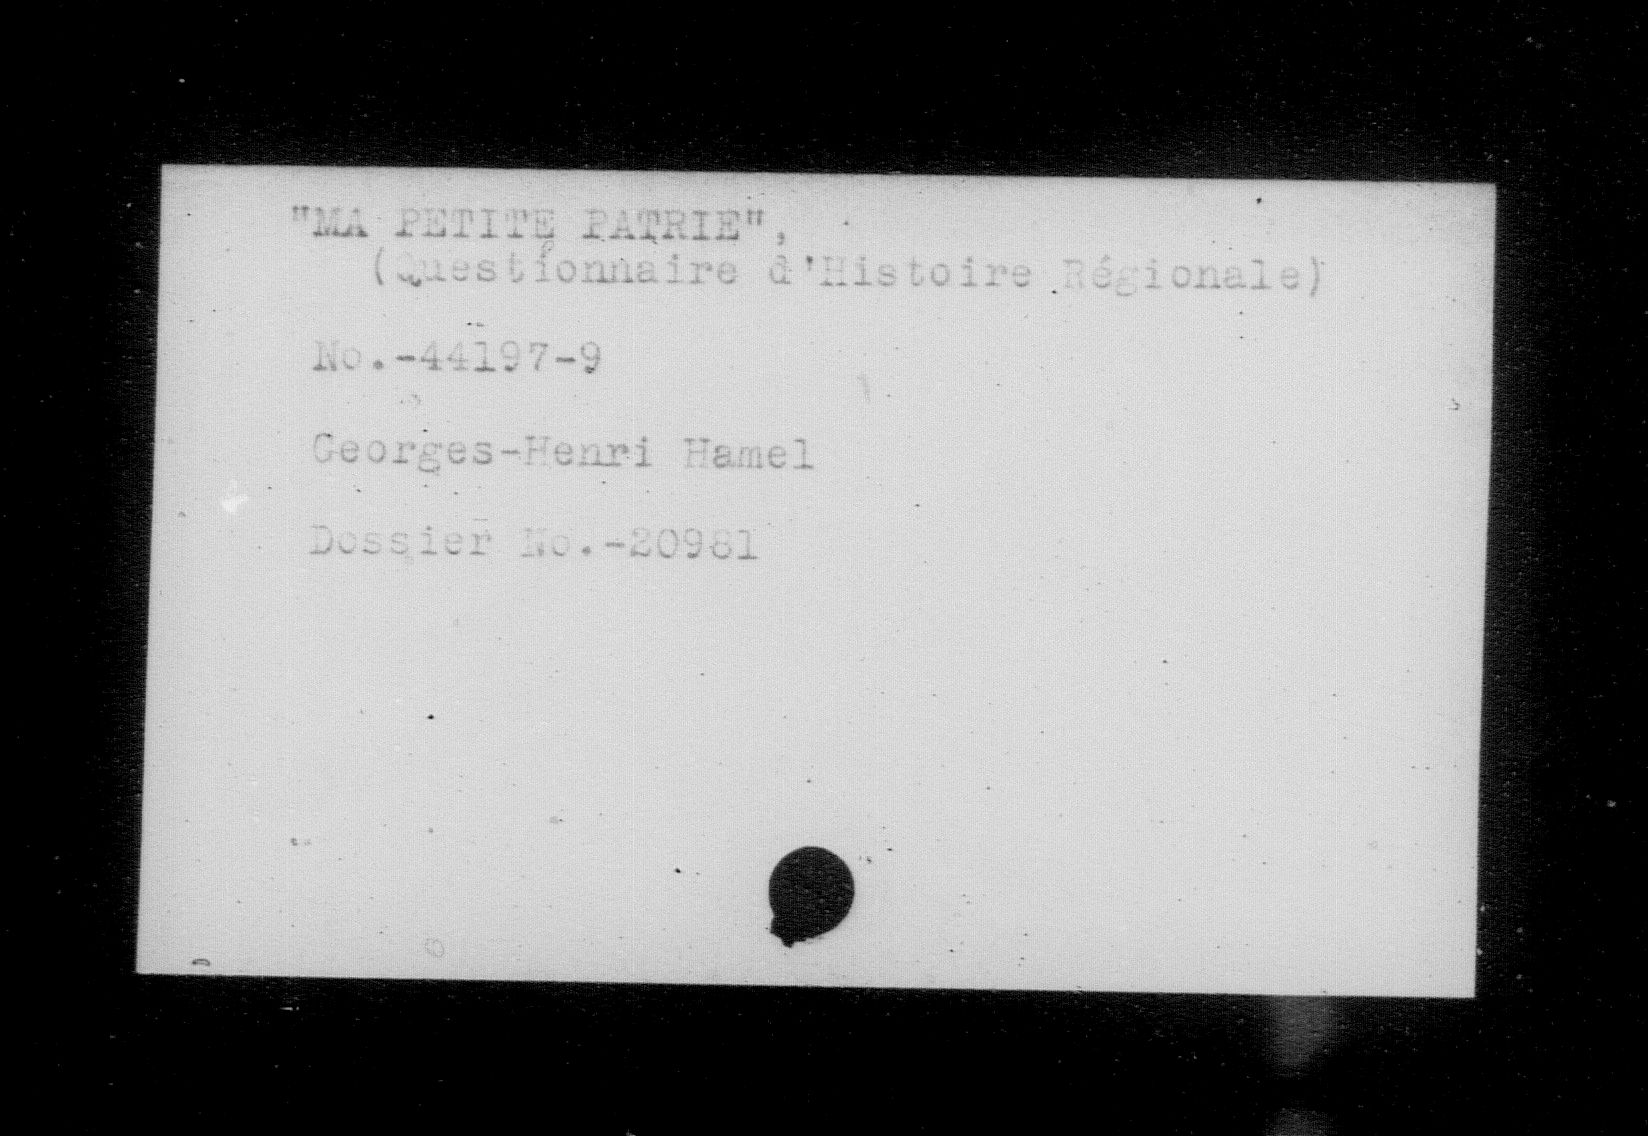 "MA PETITE PATRIE",
(Questionnaire d'Histoire Régionale)
No.-44197-9
Georges-Henri Hamel
Dossier No.-20981